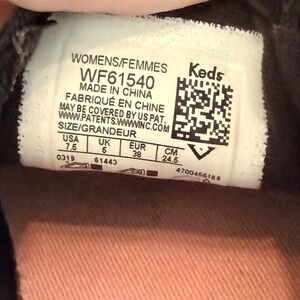 WOMENS/FEMMES
WF61540
Keds
MADE IN CHINA
FABRIQUÉ EN CHINE
MAY BE COVERED BY US PAT.
WWW.PATENTS.WWWINC.COM
SIZE/GRANDEUR
USA UK EUR CM
7.5 5 38 24.5
0319 61443 4700456189